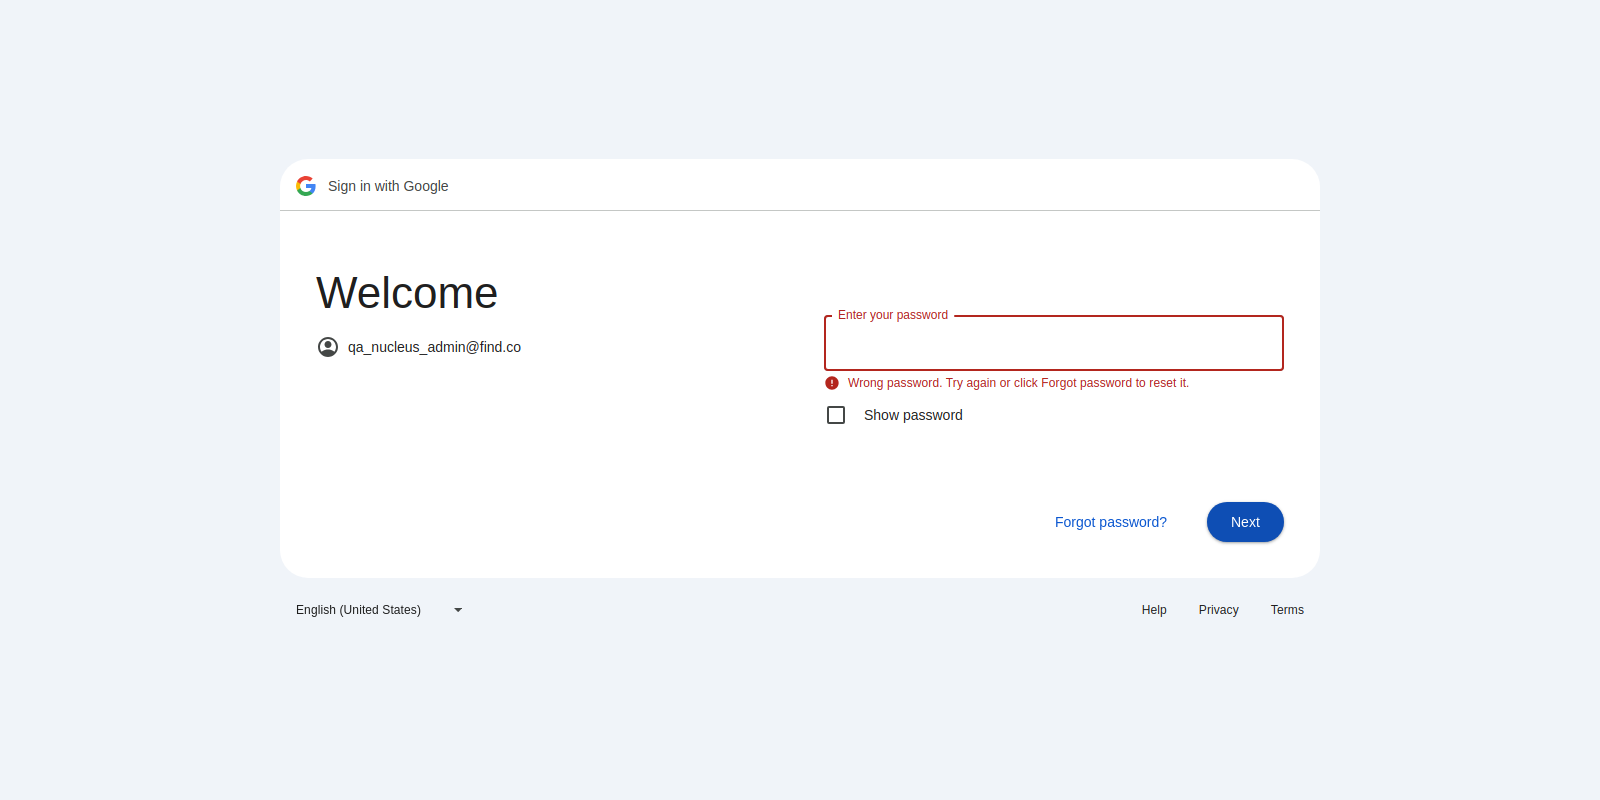 Sign in with Google
Welcome
qa_nucleus_admin@find.co
Enter your password
Wrong password. Try again or click Forgot password to reset it.
Show password
Forgot password?
Next
English (United States)
Help
Privacy
Terms